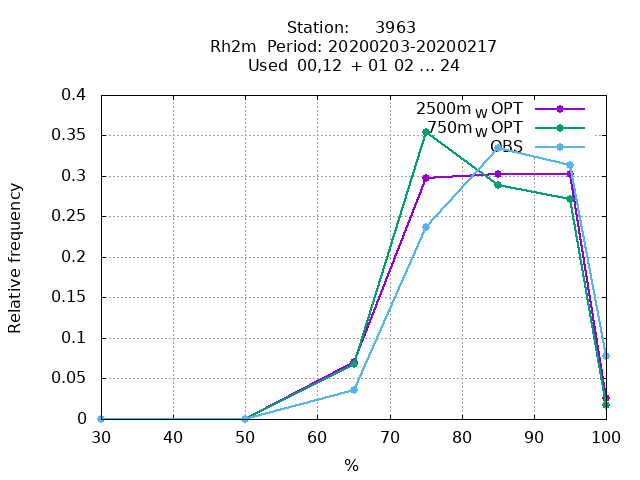 Station: 3963
Rh2m Period: 20200203-20200217
Used 00,12 + 01 02 ... 24
0.4
0.35
0.3
0.25
0.2
0.15
0.1
0.05
0
Relative frequency
2500m W OPT
750m W OPT
OBS
30 40 50 60 70 80 90 100
%